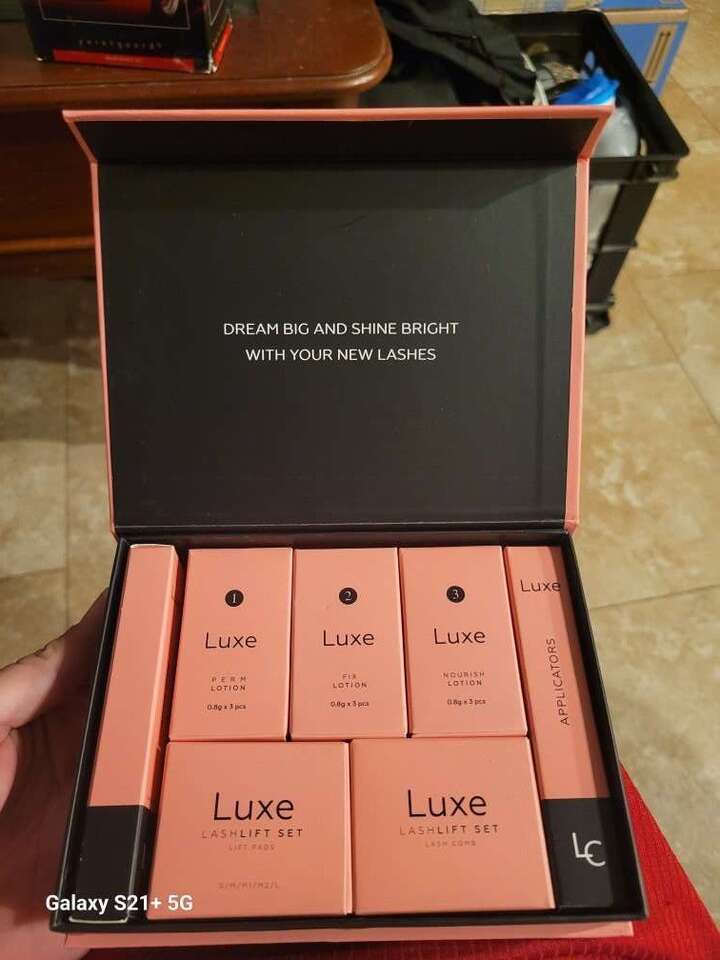 DREAM BIG AND SHINE BRIGHT
WITH YOUR NEW LASHES
1
Luxe
PERM
LOTION
0.8g x 3 pcs
2
Luxe
FIX
LOTION
0.8g x 3 pcs
3
Luxe
NOURISH
LOTION
0.8g x 3 pcs
Luxe
APPLICATORS
LC
Luxe
LASHLIFT SET
LIFT PADS
S/M/M1/M2/L
Luxe
LASHLIFT SET
LASH COMB
Galaxy S21+ 5G